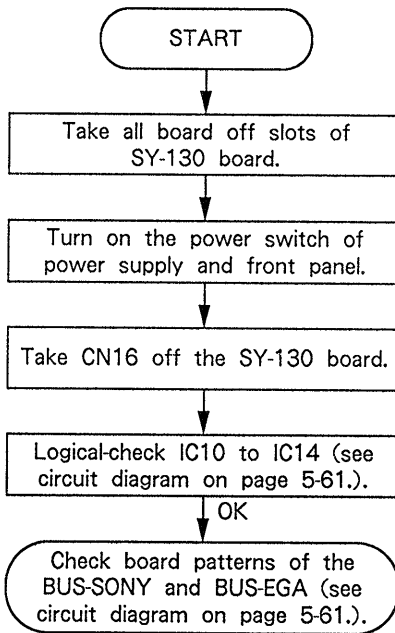 START
Take all board off slots of
SY-130 board.
Turn on the power switch of
power supply and front panel.
Take CN16 off the SY-130 board.
Logical-check IC10 to IC14 (see
circuit diagram on page 5-61.).
OK
Check board patterns of the
BUS-SONY and BUS-EGA (see
circuit diagram on page 5-61.).